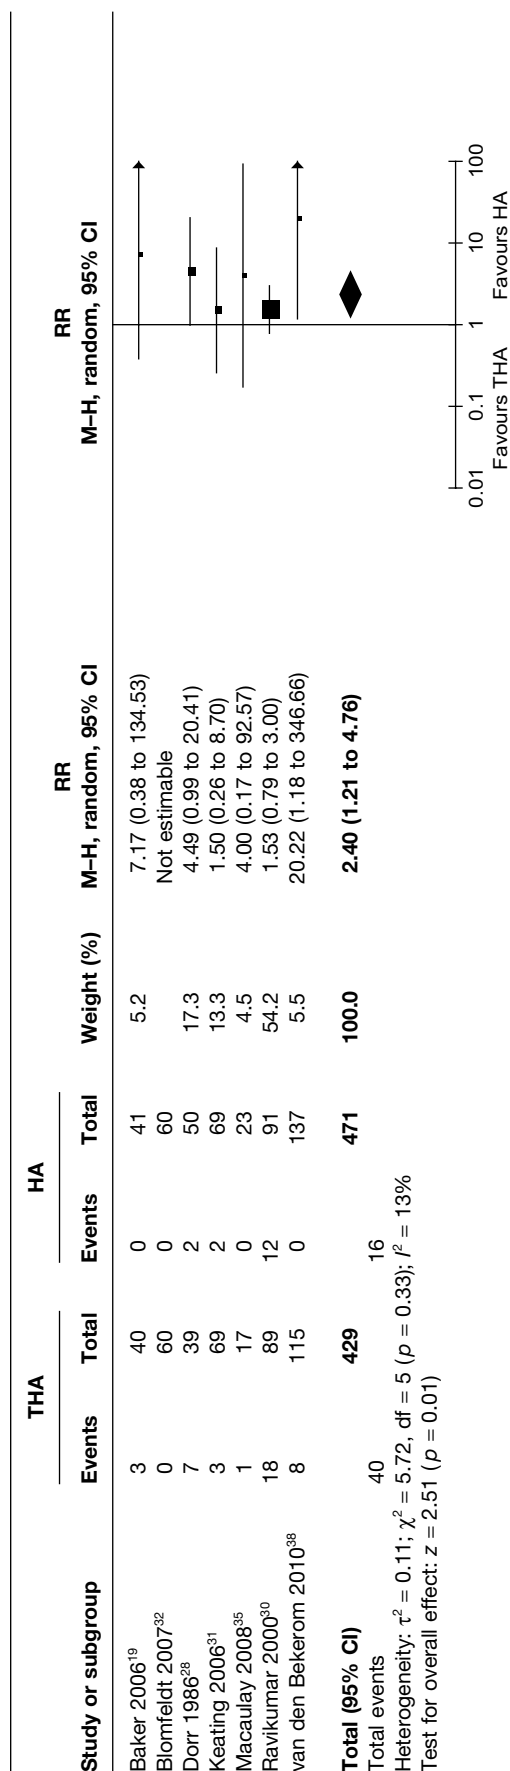 THA HA RR RR
Study or subgroup Events Total Events Total Weight (%) M–H, random, 95% CI M–H, random, 95% CI
Baker 2006¹⁹ 3 40 0 41 5.2 7.17 (0.38 to 134.53)
Blomfeldt 2007³² 0 60 0 60 Not estimable
Dorr 1986²⁸ 7 39 2 50 17.3 4.49 (0.99 to 20.41)
Keating 2006³¹ 3 69 2 69 13.3 1.50 (0.26 to 8.70)
Macaulay 2008³⁵ 1 17 0 23 4.5 4.00 (0.17 to 92.57)
Ravikumar 2000³⁰ 18 89 12 91 54.2 1.53 (0.79 to 3.00)
van den Bekerom 2010³⁸ 8 115 0 137 5.5 20.22 (1.18 to 346.66)
Total (95% CI) 429 471 100.0 2.40 (1.21 to 4.76)
Total events 40 16
Heterogeneity: τ² = 0.11; χ² = 5.72, df = 5 (p = 0.33); I² = 13%
Test for overall effect: z = 2.51 (p = 0.01)
0.01 0.1 1 10 100
Favours THA Favours HA